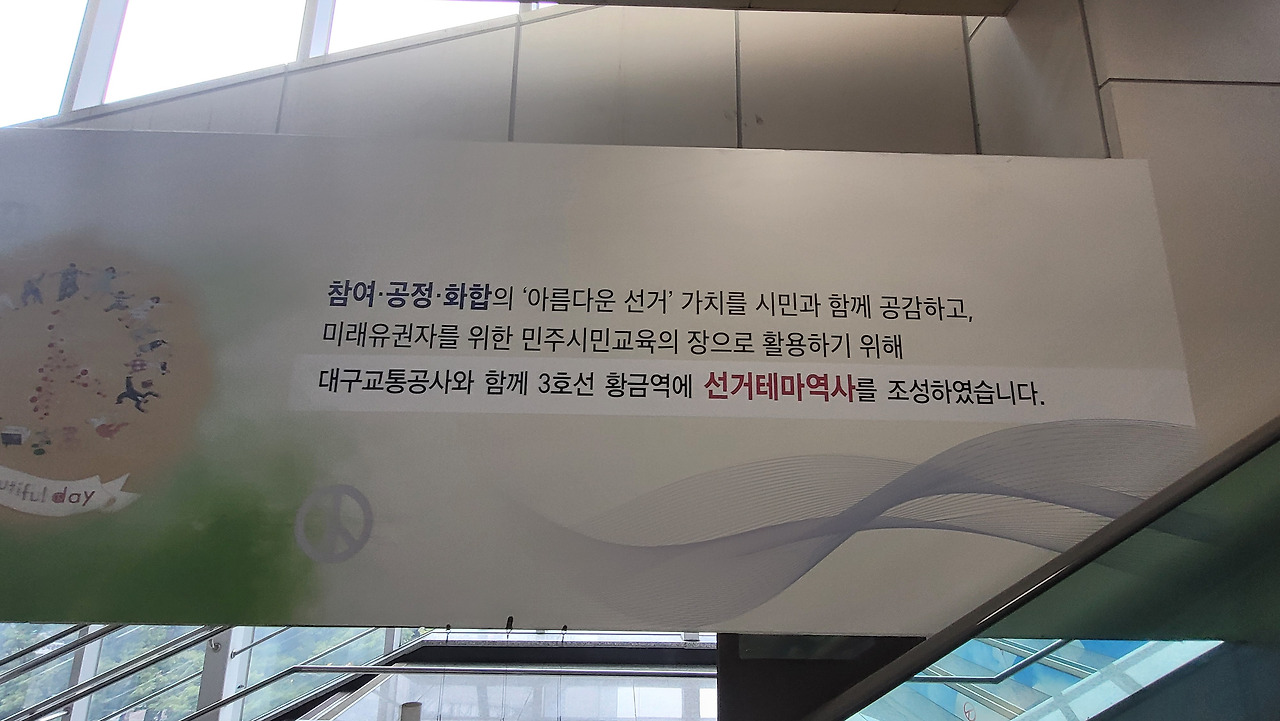 참여·공정·화합의 '아름다운 선거' 가치를 시민과 함께 공감하고,
미래유권자를 위한 민주시민교육의 장으로 활용하기 위해
대구교통공사와 함께 3호선 황금역에 선거테마역사를 조성하였습니다.
day